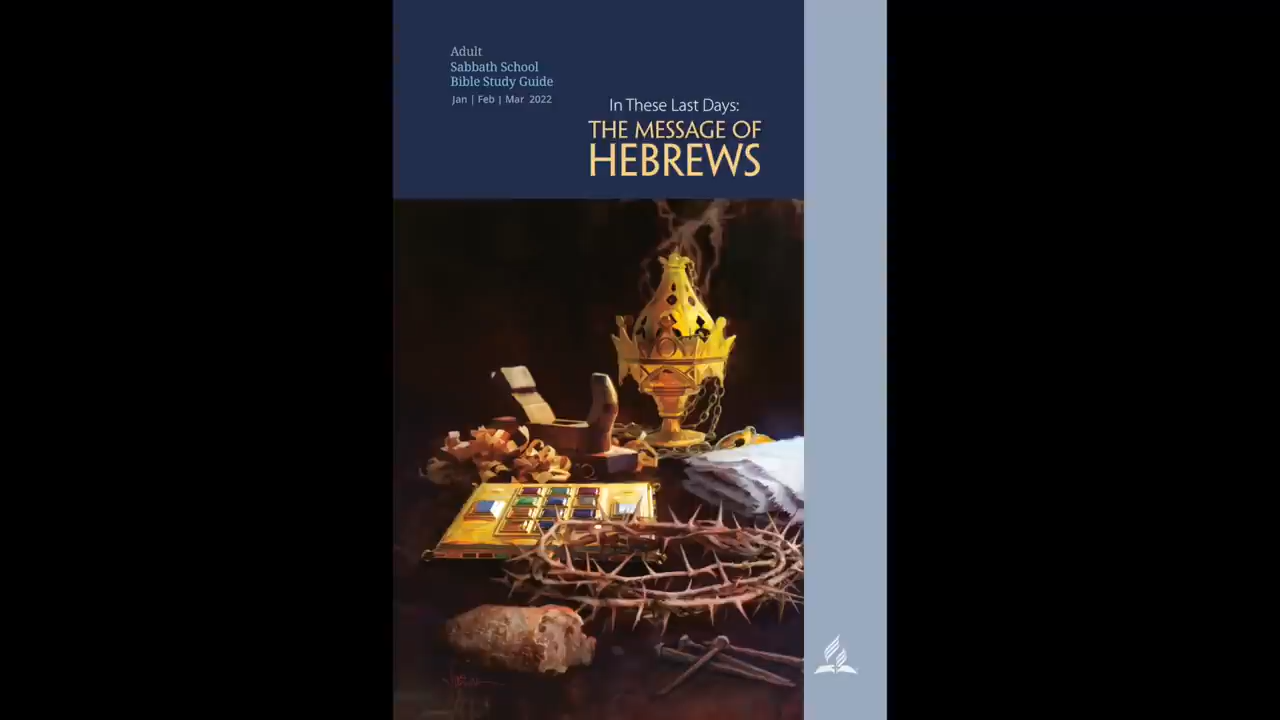 Adult
Sabbath School
Bible Study Guide
Jan | Feb | Mar 2022
In These Last Days:
THE MESSAGE OF
HEBREWS